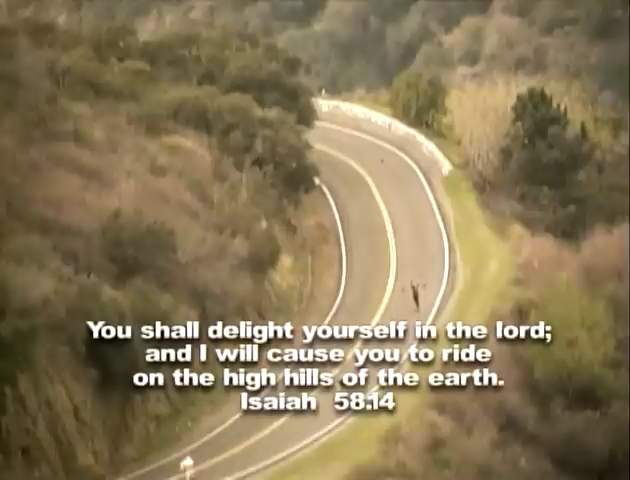 You shall delight yourself in the lord;
and I will cause you to ride
on the high hills of the earth.
Isaiah 58:14